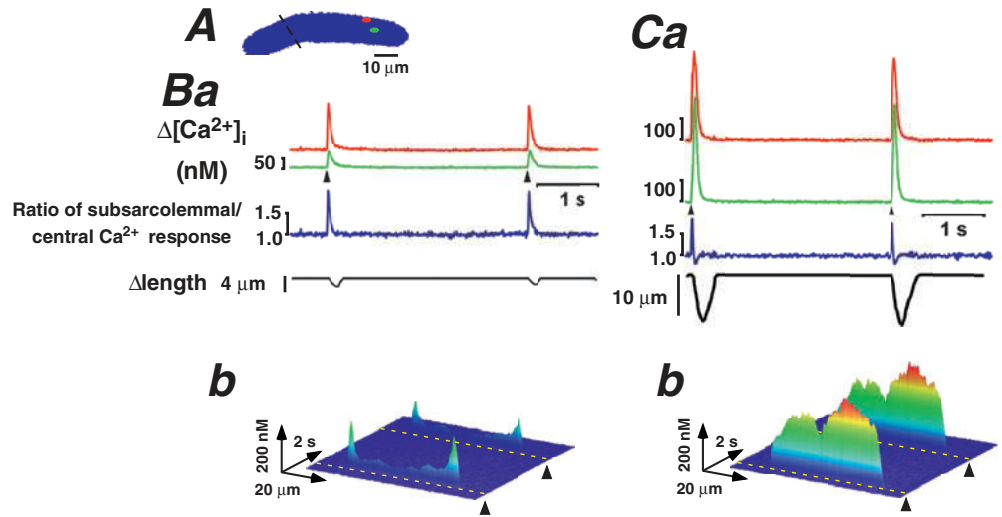 A
10 µm
Ba
Δ[Ca²⁺]ᵢ
(nM)
50
1 s
Ratio of subsarcolemmal/
central Ca²⁺ response
1.5
1.0
Δlength 4 µm
Ca
100
100
1 s
1.5
1.0
10 µm
b
200 nM
2 s
20 µm
b
200 nM
2 s
20 µm